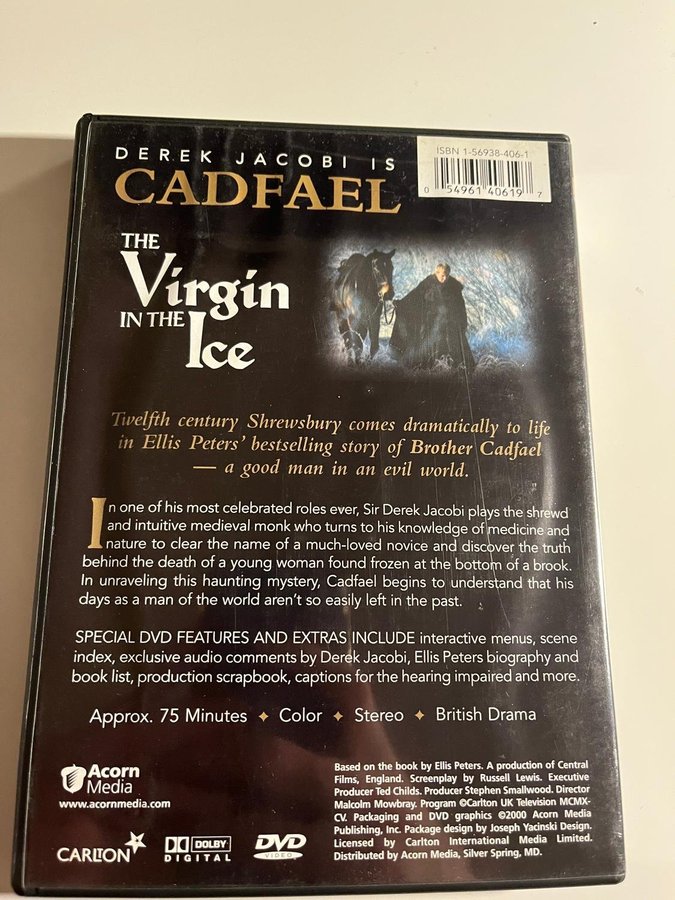 DEREK JACOBI IS
CADFAEL
ISBN 1-56938-406-1
0 54961 40619 7
THE
Virgin
IN THE
Ice
Twelfth century Shrewsbury comes dramatically to life
in Ellis Peters' bestselling story of Brother Cadfael
— a good man in an evil world.
In one of his most celebrated roles ever, Sir Derek Jacobi plays the shrewd
and intuitive medieval monk who turns to his knowledge of medicine and
nature to clear the name of a much-loved novice and discover the truth
behind the death of a young woman found frozen at the bottom of a brook.
In unraveling this haunting mystery, Cadfael begins to understand that his
days as a man of the world aren't so easily left in the past.
SPECIAL DVD FEATURES AND EXTRAS INCLUDE interactive menus, scene
index, exclusive audio comments by Derek Jacobi, Ellis Peters biography and
book list, production scrapbook, captions for the hearing impaired and more.
Approx. 75 Minutes ✦ Color ✦ Stereo ✦ British Drama
Acorn
Media
www.acornmedia.com
CARLTON
DOLBY
DIGITAL
DVD
VIDEO
Based on the book by Ellis Peters. A production of Central
Films, England. Screenplay by Russell Lewis. Executive
Producer Ted Childs. Producer Stephen Smallwood. Director
Malcolm Mowbray. Program ©Carlton UK Television MCMX-
CV. Packaging and DVD graphics ©2000 Acorn Media
Publishing, Inc. Package design by Joseph Yacinski Design.
Licensed by Carlton International Media Limited.
Distributed by Acorn Media, Silver Spring, MD.